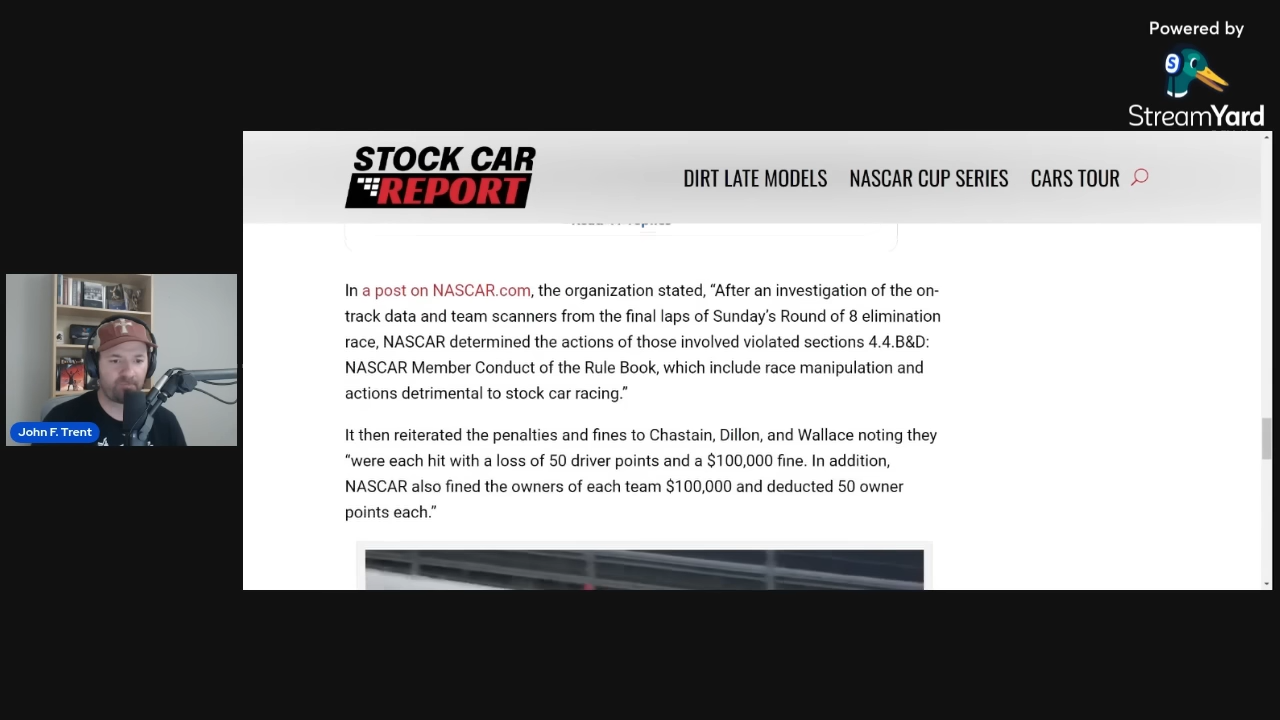 Powered by
S
StreamYard
STOCK CAR
REPORT
DIRT LATE MODELS NASCAR CUP SERIES CARS TOUR
In a post on NASCAR.com, the organization stated, “After an investigation of the on-
track data and team scanners from the final laps of Sunday’s Round of 8 elimination
race, NASCAR determined the actions of those involved violated sections 4.4.B&D:
NASCAR Member Conduct of the Rule Book, which include race manipulation and
actions detrimental to stock car racing.”
It then reiterated the penalties and fines to Chastain, Dillon, and Wallace noting they
“were each hit with a loss of 50 driver points and a $100,000 fine. In addition,
NASCAR also fined the owners of each team $100,000 and deducted 50 owner
points each.”
John F. Trent